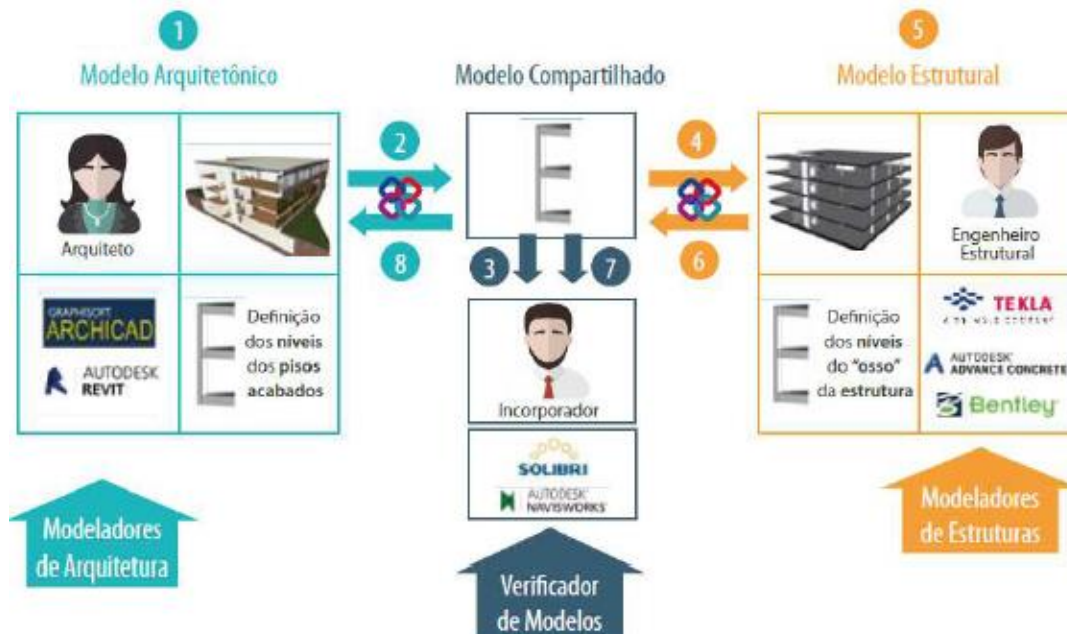 1
Modelo Arquitetônico
Arquiteto
GRAPHISOFT
ARCHICAD
AUTODESK
REVIT
Definição
dos níveis
dos pisos
acabados
Modeladores
de Arquitetura
2
8
Modelo Compartilhado
3
7
Incorporador
SOLIBRI
AUTODESK
NAVISWORKS
Verificador
de Modelos
4
6
5
Modelo Estrutural
Engenheiro
Estrutural
Definição
dos níveis
do "osso"
da estrutura
TEKLA
AUTODESK
ADVANCE CONCRETE
Bentley
Modeladores
de Estruturas